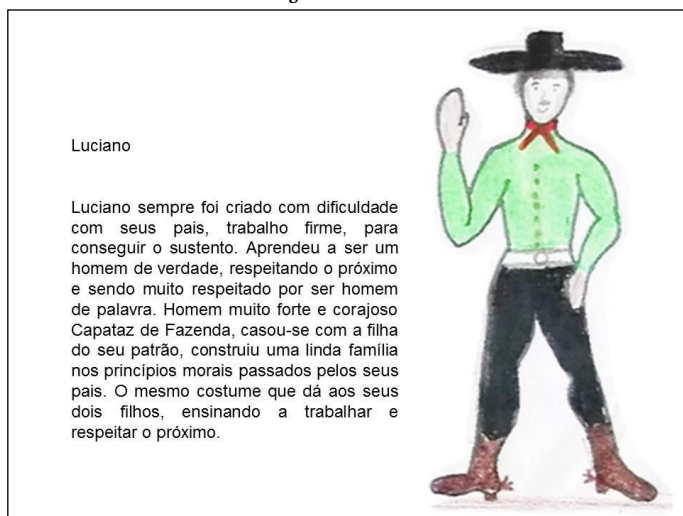 Luciano
Luciano sempre foi criado com dificuldade
com seus pais, trabalho firme, para
conseguir o sustento. Aprendeu a ser um
homem de verdade, respeitando o próximo
e sendo muito respeitado por ser homem
de palavra. Homem muito forte e corajoso
Capataz de Fazenda, casou-se com a filha
do seu patrão, construiu uma linda família
nos princípios morais passados pelos seus
pais. O mesmo costume que dá aos seus
dois filhos, ensinando a trabalhar e
respeitar o próximo.